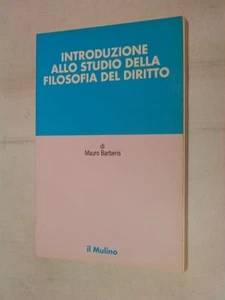 INTRODUZIONE
ALLO STUDIO DELLA
FILOSOFIA DEL DIRITTO
di
Mauro Barberis
il Mulino